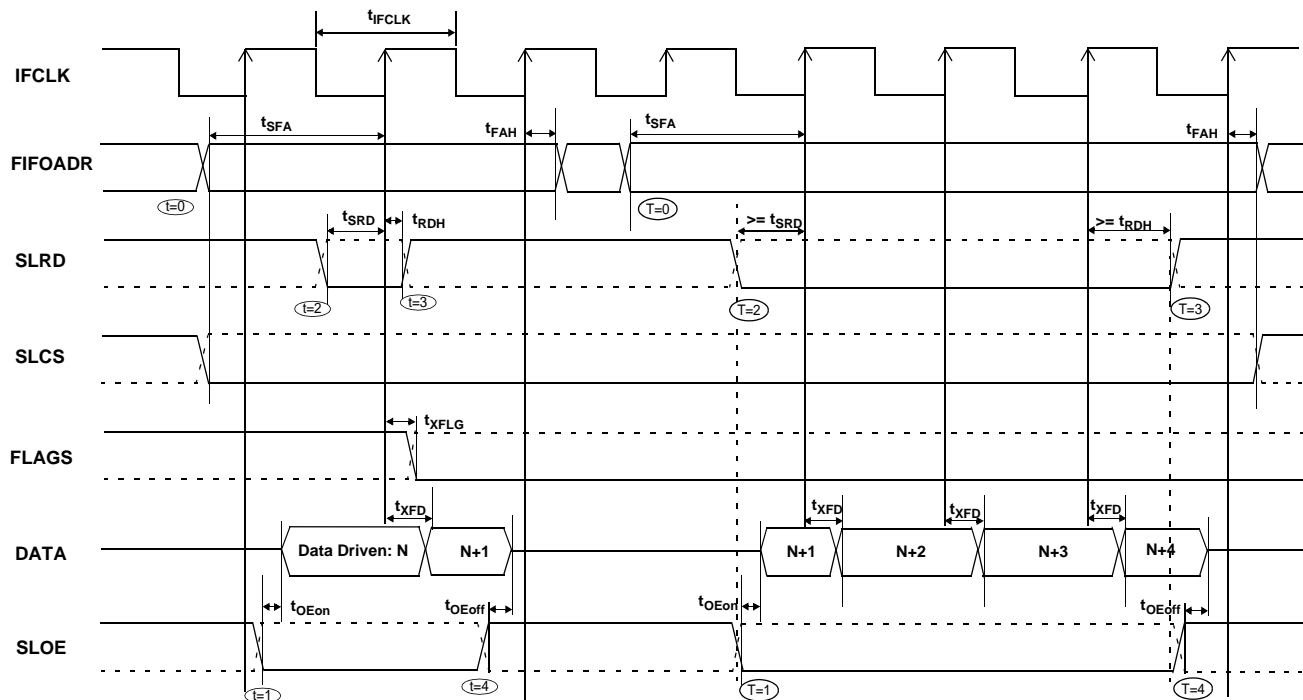 tIFCLK
IFCLK
tSFA
tFAH
tSFA
tFAH
FIFOADR
t=0
T=0
tSRD
tRDH
>= tSRD
>= tRDH
SLRD
t=2
t=3
T=2
T=3
SLCS
tXFLG
FLAGS
tXFD
tXFD
tXFD
tXFD
DATA
Data Driven: N
N+1
N+1
N+2
N+3
N+4
tOEon
tOEoff
tOEon
tOEoff
SLOE
t=1
t=4
T=1
T=4